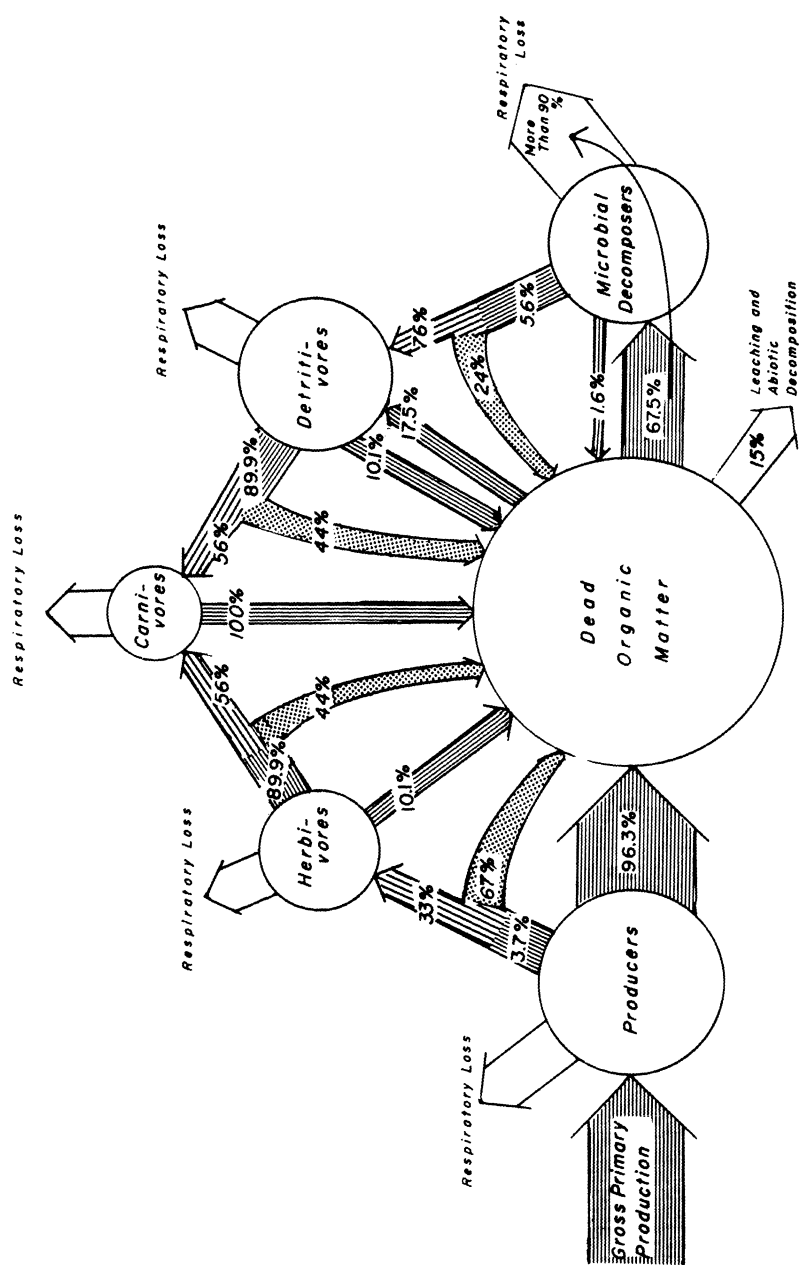 Respiratory Loss
Carni-
vores
Respiratory Loss
Detriti-
vores
Respiratory
Loss
More
Than 90
%
Microbial
Decomposers
Respiratory Loss
Herbi-
vores
Respiratory Loss
Producers
Gross Primary
Production
Dead
Organic
Matter
Leaching and
Abiotic
Decomposition
15%
96.3%
3.7%
33%
67%
10.1%
89.9%
56%
44%
100%
56%
89.9%
44%
10.1%
17.5%
76%
5.6%
24%
1.6%
67.5%